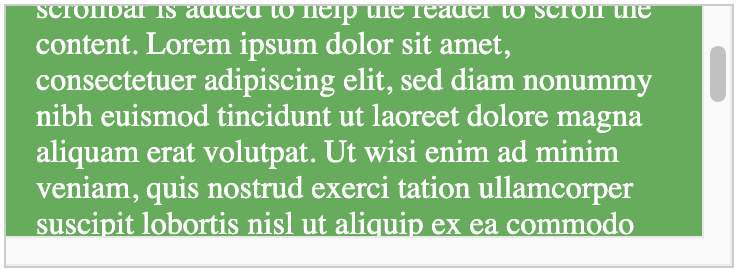 scrollbar is added to help the reader to scroll the
content. Lorem ipsum dolor sit amet,
consectetuer adipiscing elit, sed diam nonummy
nibh euismod tincidunt ut laoreet dolore magna
aliquam erat volutpat. Ut wisi enim ad minim
veniam, quis nostrud exerci tation ullamcorper
suscipit lobortis nisl ut aliquip ex ea commodo